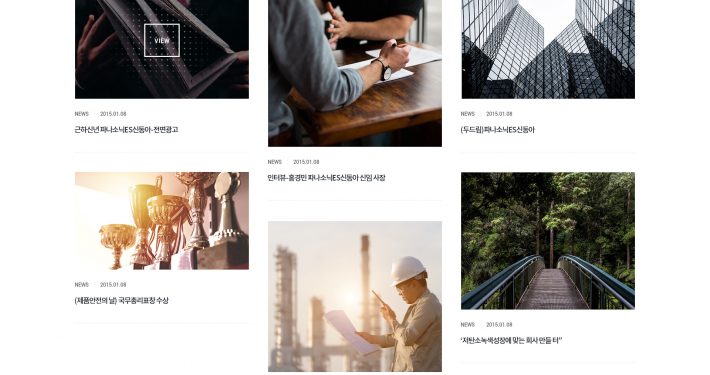 VIEW
NEWS 2015.01.08
근하신년 파나소닉ES신동아-전면광고
NEWS 2015.01.08
(제품안전의 날) 국무총리표창 수상
NEWS 2015.01.08
인터뷰-홍경민 파나소닉ES신동아 신임 사장
NEWS 2015.01.08
(두드림)파나소닉ES신동아
NEWS 2015.01.08
'저탄소녹색성장에 맞는 회사 만들 터"